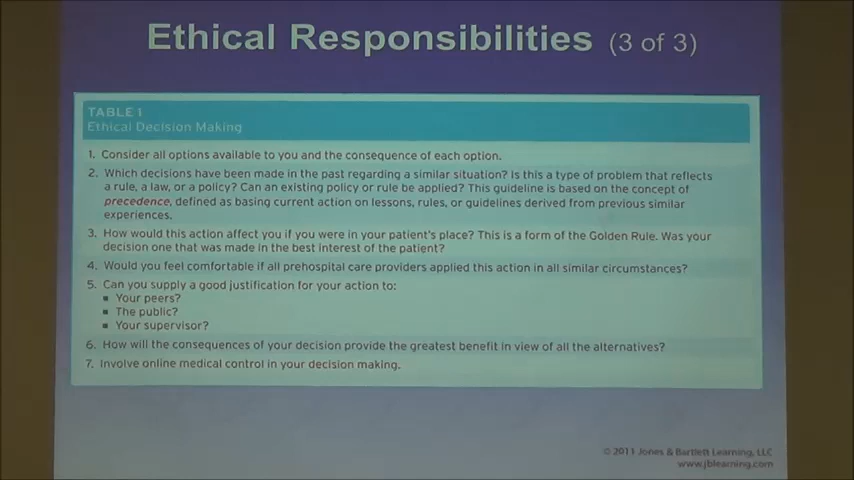 Ethical Responsibilities (3 of 3)
TABLE 1
Ethical Decision Making
1. Consider all options available to you and the consequence of each option.
2. Which decisions have been made in the past regarding a similar situation? Is this a type of problem that reflects
a rule, a law, or a policy? Can an existing policy or rule be applied? This guideline is based on the concept of
precedence, defined as basing current action on lessons, rules, or guidelines derived from previous similar
experiences.
3. How would this action affect you if you were in your patient's place? This is a form of the Golden Rule. Was your
decision one that was made in the best interest of the patient?
4. Would you feel comfortable if all prehospital care providers applied this action in all similar circumstances?
5. Can you supply a good justification for your action to:
▪ Your peers?
▪ The public?
▪ Your supervisor?
6. How will the consequences of your decision provide the greatest benefit in view of all the alternatives?
7. Involve online medical control in your decision making.
© 2011 Jones & Bartlett Learning, LLC
www.jblearning.com